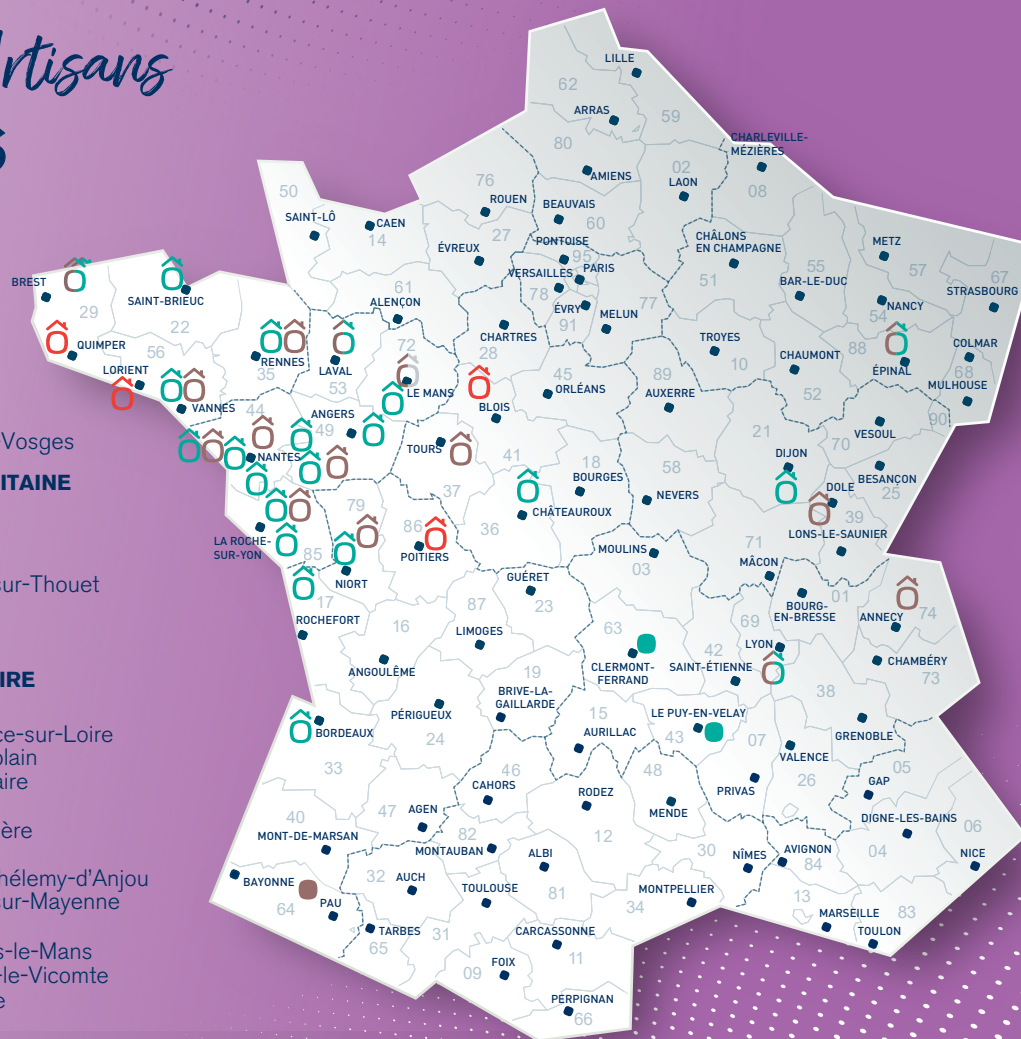 rtisans
S
-Vosges
ITAINE
sur-Thouet
IRE
ce-sur-Loire
blain
aire
ère
hélemy-d'Anjou
sur-Mayenne
s-le-Mans
-le-Vicomte
e
LILLE
62
ARRAS
59
80
AMIENS
02
LAON
CHARLEVILLE-
MÉZIÈRES
08
50
SAINT-LÔ
CAEN
14
76
ROUEN
27
ÉVREUX
BEAUVAIS
60
PONTOISE
95
VERSAILLES
PARIS
78
ÉVRY
91
MELUN
77
CHÂLONS
EN CHAMPAGNE
51
METZ
55
BAR-LE-DUC
57
67
STRASBOURG
NANCY
54
BREST
29
SAINT-BRIEUC
22
QUIMPER
56
LORIENT
VANNES
RENNES
35
LAVAL
53
61
ALENÇON
72
LE MANS
CHARTRES
28
BLOIS
45
ORLÉANS
TROYES
10
89
AUXERRE
CHAUMONT
52
88
ÉPINAL
COLMAR
68
MULHOUSE
90
44
NANTES
ANGERS
49
TOURS
41
37
18
BOURGES
CHÂTEAUROUX
36
58
NEVERS
21
DIJON
70
VESOUL
BESANÇON
25
DOLE
39
LONS-LE-SAUNIER
LA ROCHE-
SUR-YON
85
79
NIORT
86
POITIERS
MOULINS
03
71
MÂCON
01
BOURG-
EN-BRESSE
ANNECY
74
17
ROCHEFORT
16
ANGOULÊME
87
LIMOGES
GUÉRET
23
63
CLERMONT-
FERRAND
69
LYON
42
SAINT-ÉTIENNE
CHAMBÉRY
73
38
GRENOBLE
BORDEAUX
33
PÉRIGUEUX
24
19
BRIVE-LA-
GAILLARDE
15
AURILLAC
LE PUY-EN-VELAY
43
07
VALENCE
26
PRIVAS
05
GAP
46
CAHORS
RODEZ
48
MENDE
40
MONT-DE-MARSAN
47
AGEN
82
MONTAUBAN
12
ALBI
81
30
NÎMES
AVIGNON
84
DIGNE-LES-BAINS
04
06
NICE
BAYONNE
64
PAU
32
AUCH
TOULOUSE
31
TARBES
65
MONTPELLIER
34
13
MARSEILLE
83
TOULON
CARCASSONNE
11
FOIX
09
PERPIGNAN
66